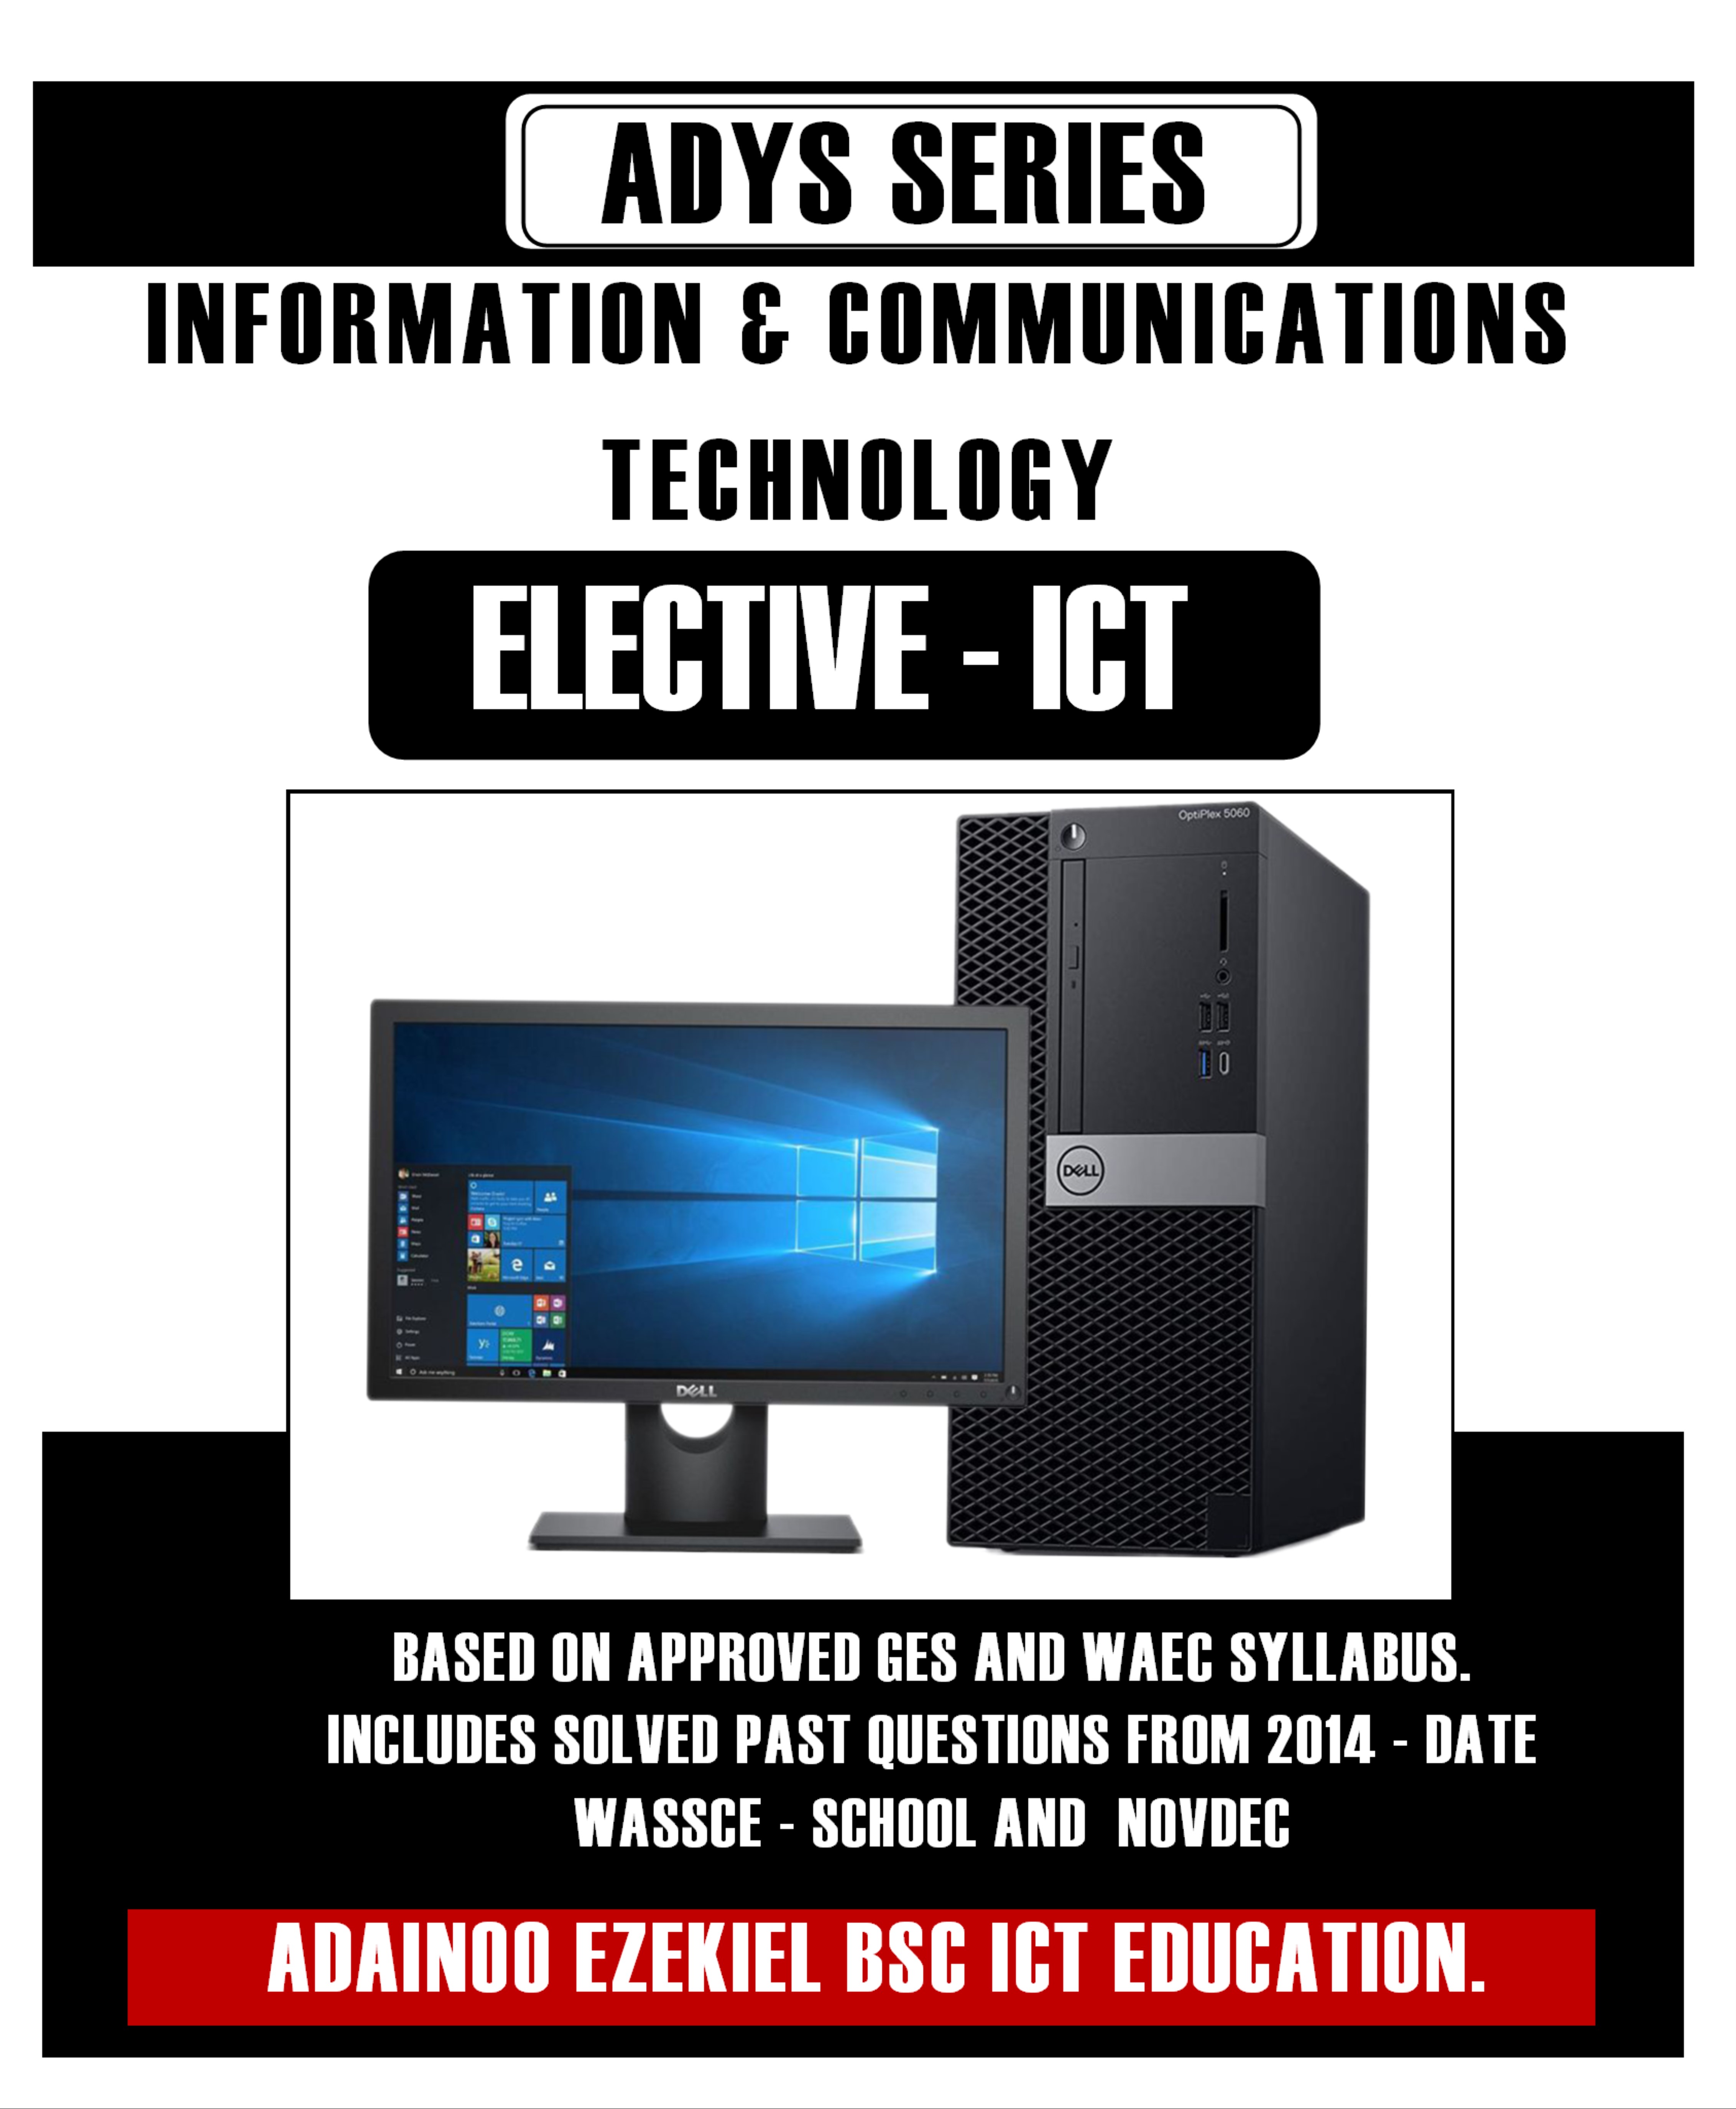 ADYS SERIES
INFORMATION & COMMUNICATIONS
TECHNOLOGY
ELECTIVE - ICT
OptiPlex 5060
DELL
DELL
BASED ON APPROVED GES AND WAEC SYLLABUS.
INCLUDES SOLVED PAST QUESTIONS FROM 2014 - DATE
WASSCE - SCHOOL AND NOVDEC
ADAINOO EZEKIEL BSC ICT EDUCATION.